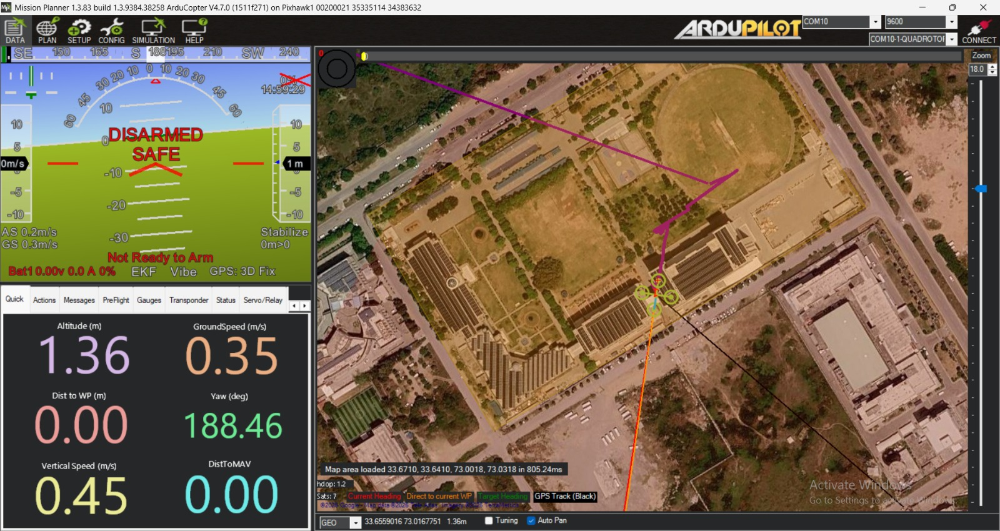 Mission Planner 1.3.83 build 1.3.9384.38258 ArduCopter V4.7.0 (1511f271) on Pixhawk1 00200021 35335114 34383632
DATA PLAN SETUP CONFIG SIMULATION HELP
ARDUPILOT
COM10 9600
COM10-1-QUADROTOR
CONNECT
SE 150 165 S 188195 210 SW 240
0
Zoom
18.0
60 45 30 20 10 0 10 20 30 45 60
0%
14:59:29
10
10 10
DISARMED
0
SAFE
5 5
0m/s 1 m
-10
-5 -5
-20
-10 -10
AS 0.2m/s Stabilize
GS 0.3m/s -30 0m>0
Not Ready to Arm
Bat1 0.00v 0.0 A 0% EKF Vibe GPS: 3D Fix
Quick Actions Messages PreFlight Gauges Transponder Status Servo/Relay
Altitude (m) GroundSpeed (m/s)
1.36 0.35
Dist to WP (m) Yaw (deg)
0.00 188.46
Vertical Speed (m/s) DistToMAV
0.45 0.00
Map area loaded 33.6710, 33.6410, 73.0018, 73.0318 in 805.24ms
hdop: 1.2
Sats: 7 Current Heading Direct to current WP Target Heading GPS Track (Black)
Activate Windows
Go to Settings to activate Windows.
GEO 33.6559016 73.0167751 1.36m Tuning Auto Pan